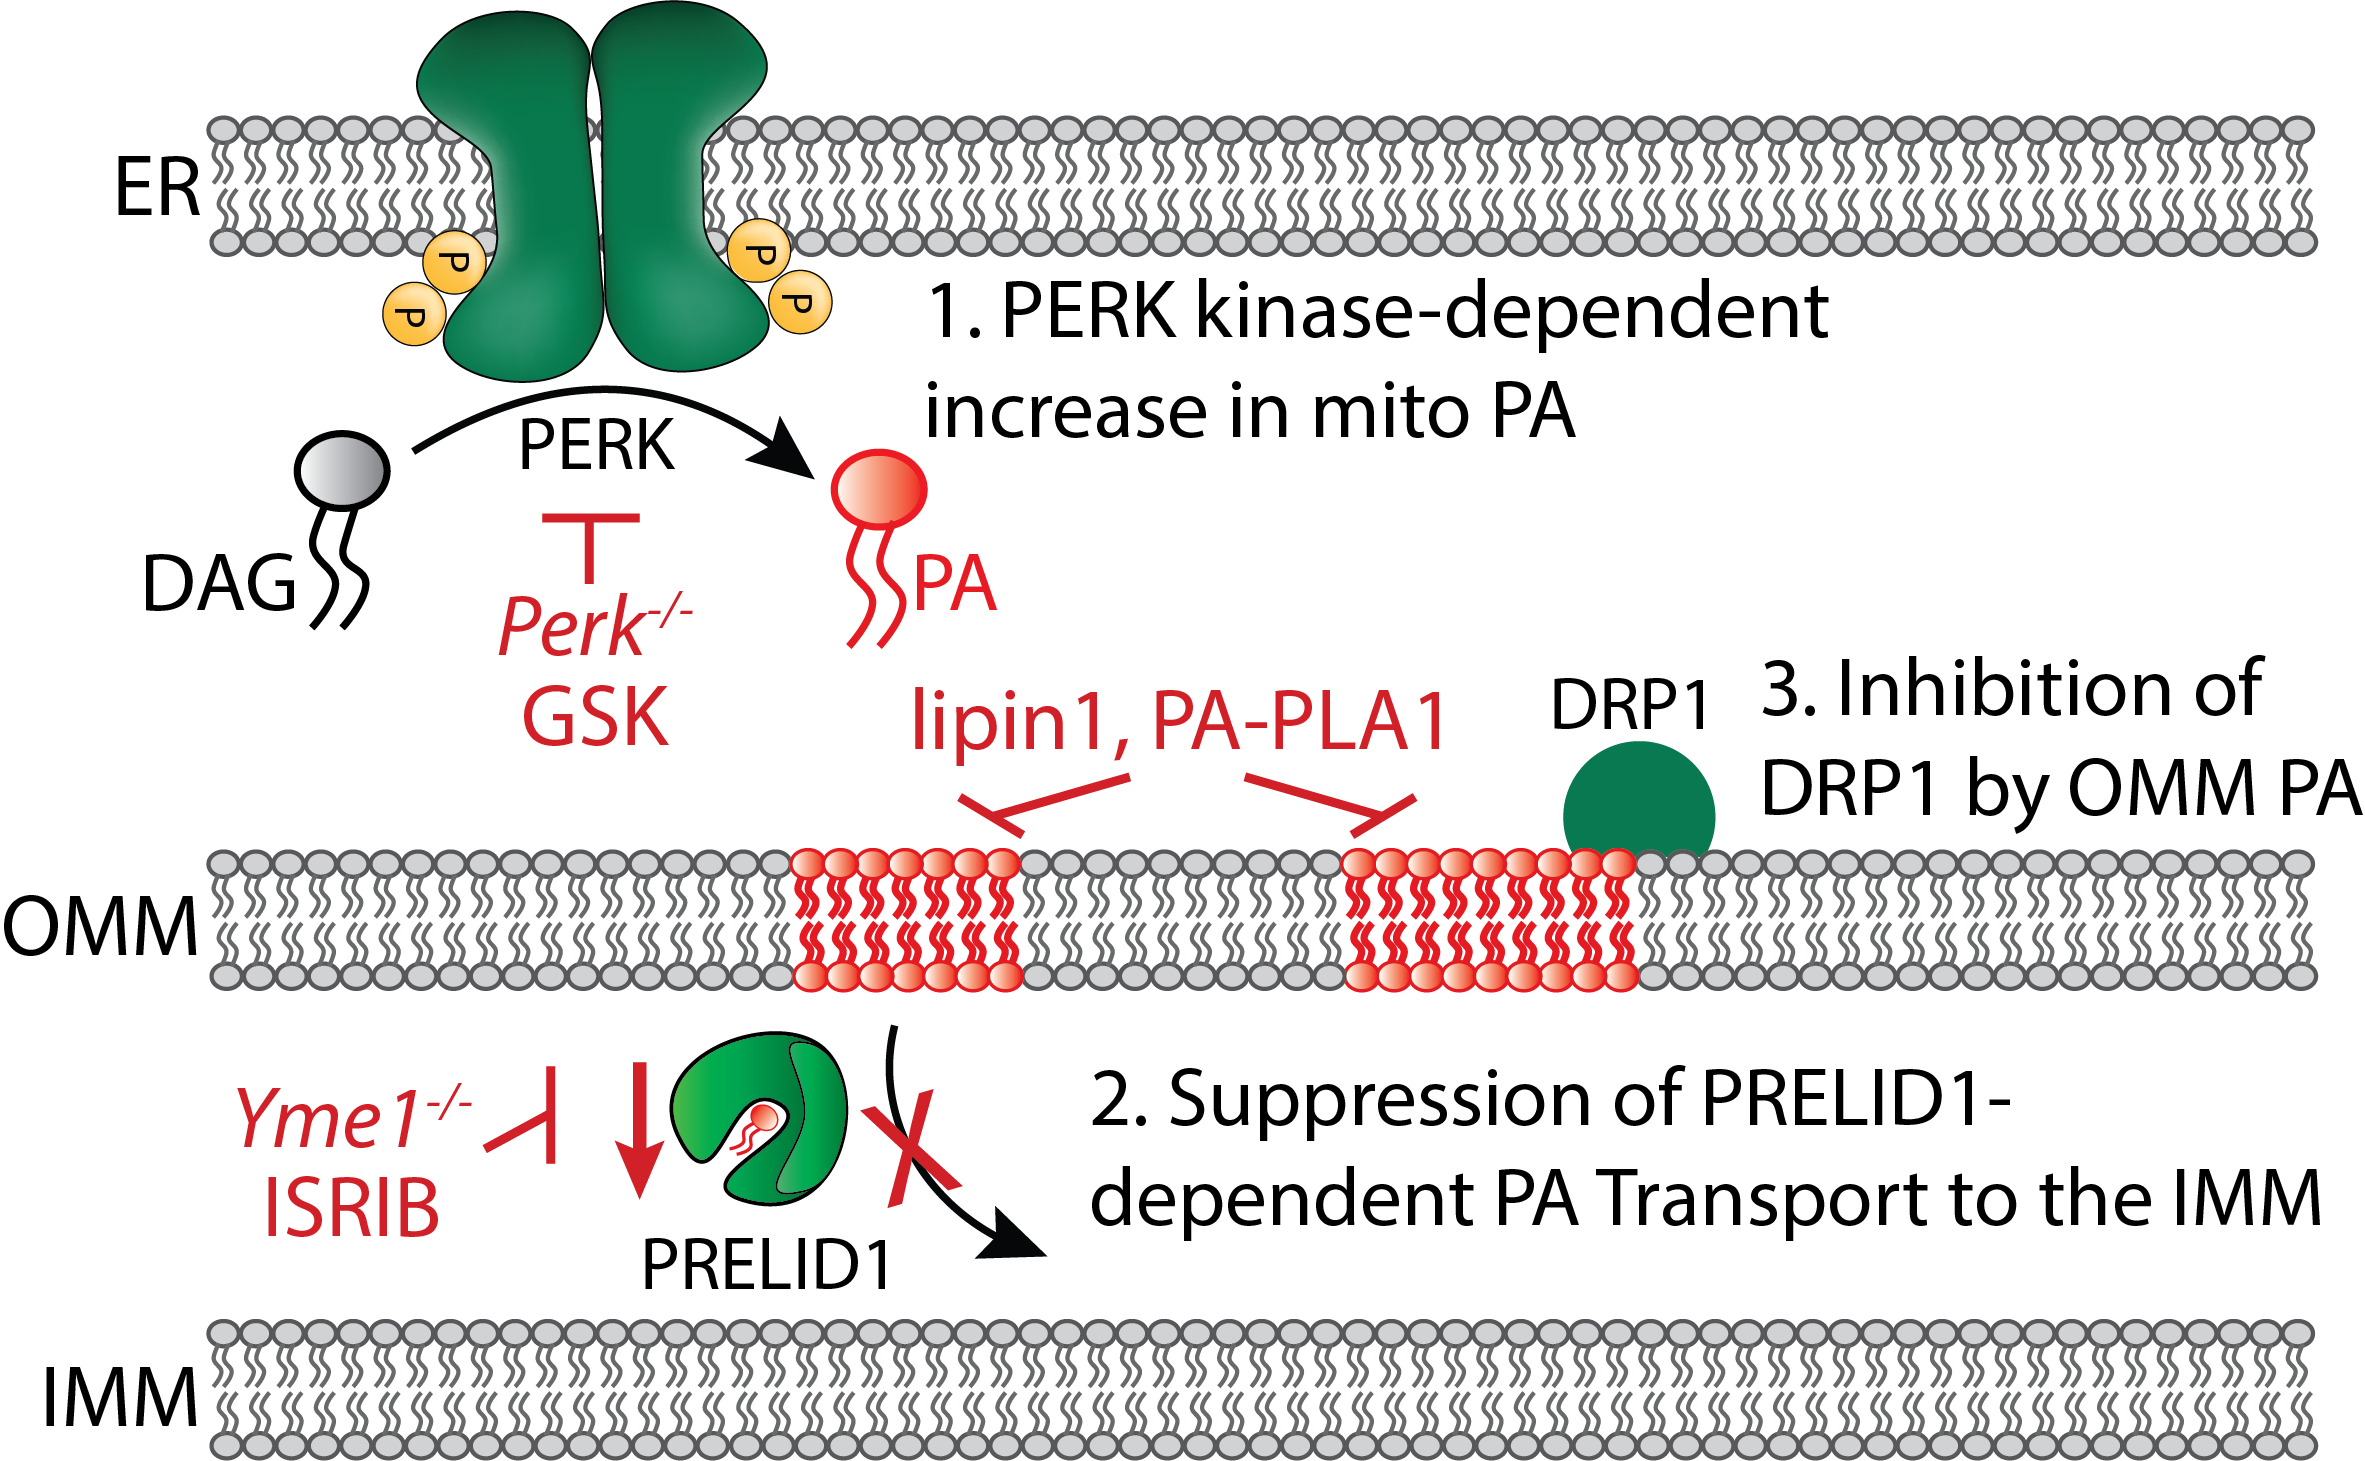 ER
P
P
P
P
1. PERK kinase-dependent
increase in mito PA
PERK
DAG
PA
Perk-/-
GSK
lipin1, PA-PLA1
DRP1
3. Inhibition of
DRP1 by OMM PA
OMM
Yme1-/-
ISRIB
PRELID1
2. Suppression of PRELID1-
dependent PA Transport to the IMM
IMM